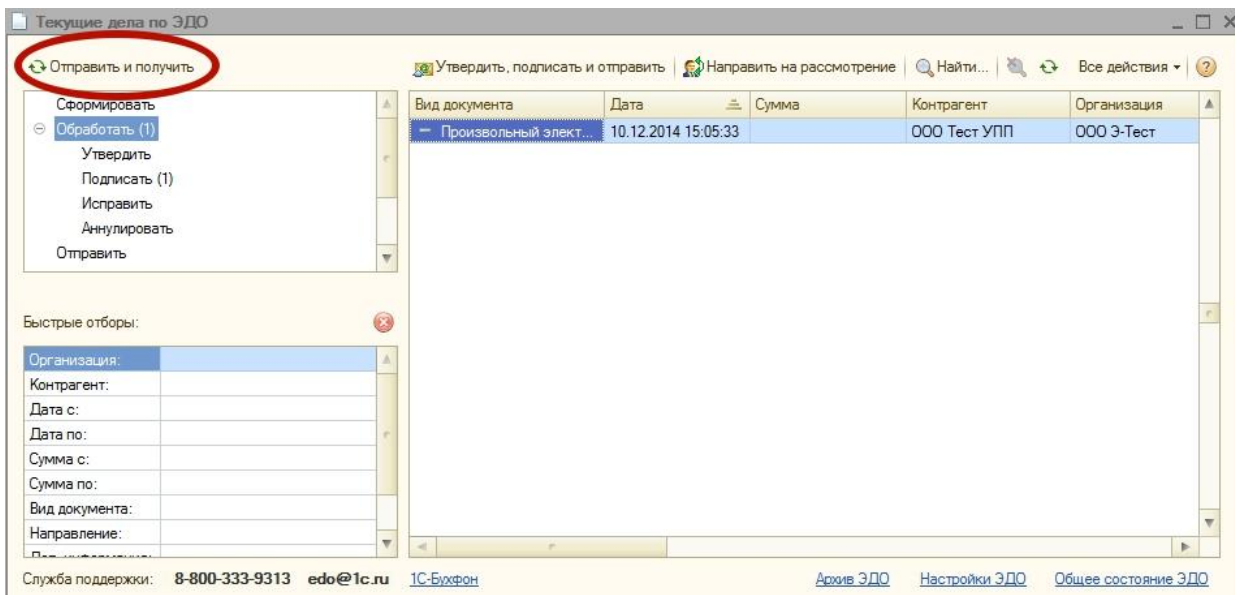 Текущие дела по ЭДО
Отправить и получить
Утвердить, подписать и отправить
Направить на рассмотрение
Найти...
Все действия
Сформировать
Обработать (1)
Утвердить
Подписать (1)
Исправить
Аннулировать
Отправить
Вид документа Дата Сумма Контрагент Организация
Произвольный элект... 10.12.2014 15:05:33 ООО Тест УПП ООО Э-Тест
Быстрые отборы:
Организация:
Контрагент:
Дата с:
Дата по:
Сумма с:
Сумма по:
Вид документа:
Направление:
Служба поддержки: 8-800-333-9313 edo@1c.ru 1С-Бухфон Архив ЭДО Настройки ЭДО Общее состояние ЭДО